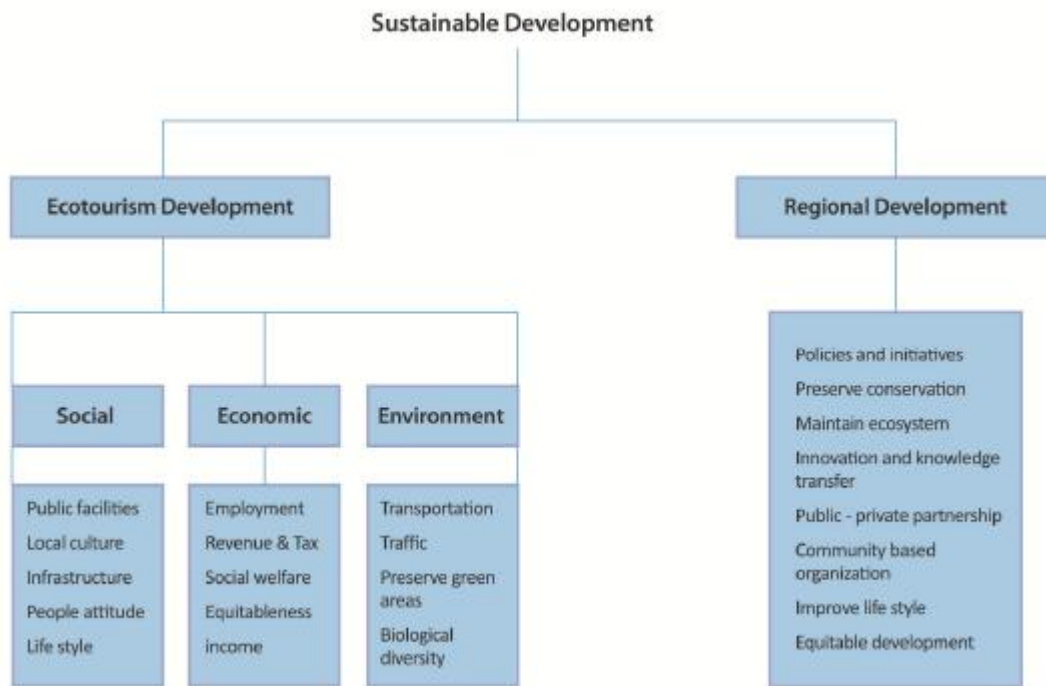 Sustainable Development
Ecotourism Development
Regional Development
Social
Economic
Environment
Public facilities
Local culture
Infrastructure
People attitude
Life style
Employment
Revenue & Tax
Social welfare
Equitableness
income
Transportation
Traffic
Preserve green
areas
Biological
diversity
Policies and initiatives
Preserve conservation
Maintain ecosystem
Innovation and knowledge
transfer
Public - private partnership
Community based
organization
Improve life style
Equitable development